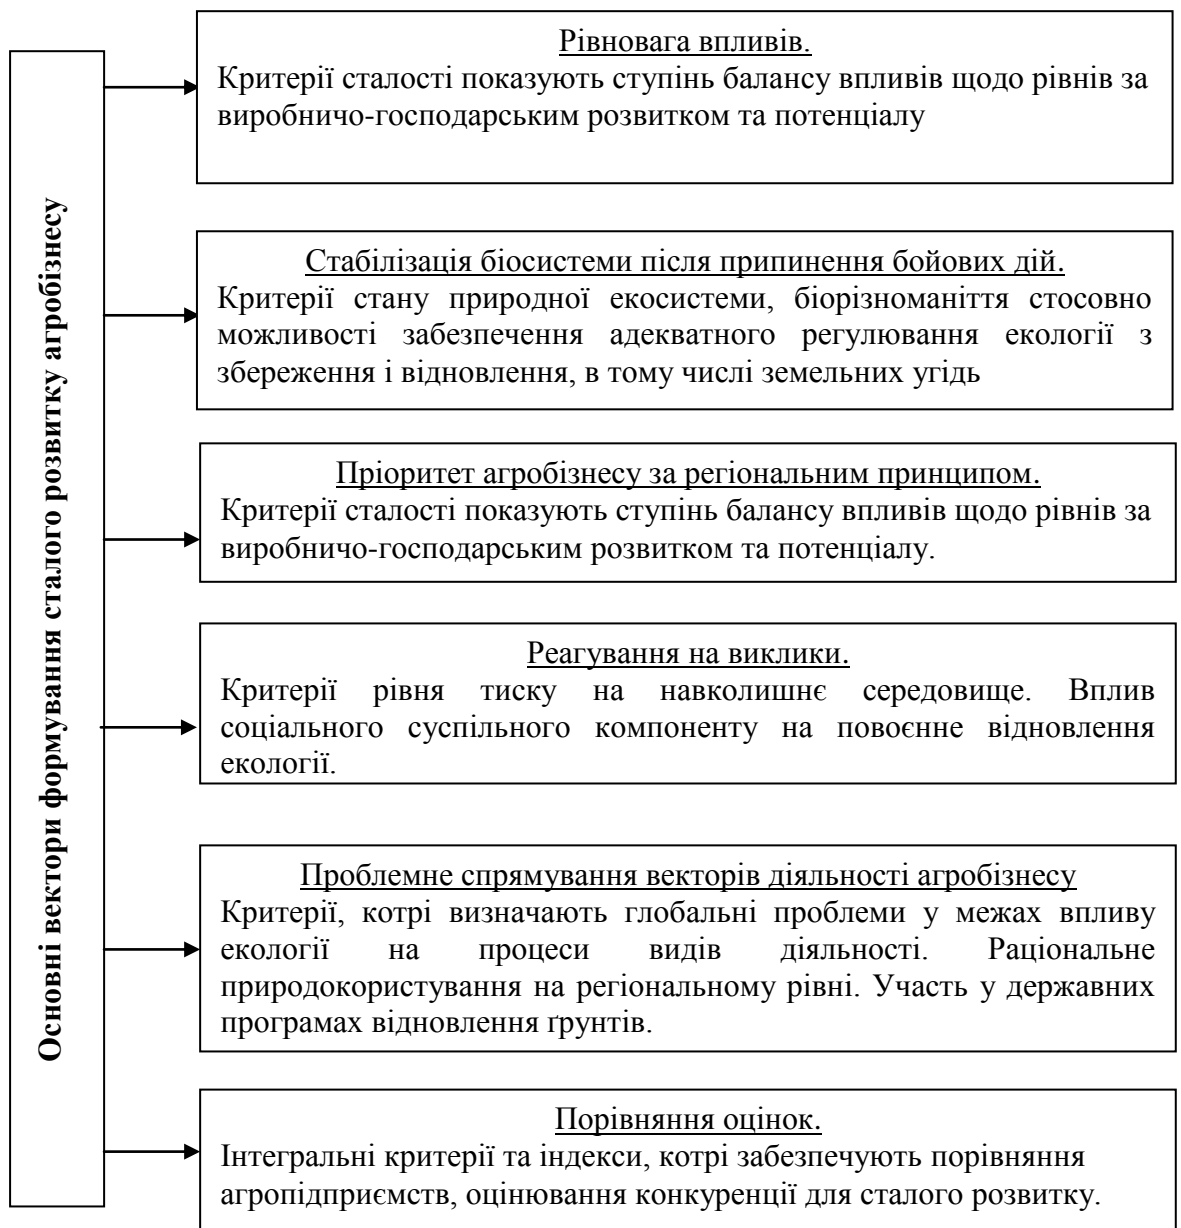 Основні вектори формування сталого розвитку агробізнесу
Рівновага впливів.
Критерії сталості показують ступінь балансу впливів щодо рівнів за
виробничо-господарським розвитком та потенціалу
Стабілізація біосистеми після припинення бойових дій.
Критерії стану природної екосистеми, біорізноманіття стосовно
можливості забезпечення адекватного регулювання екології з
збереження і відновлення, в тому числі земельних угідь
Пріоритет агробізнесу за регіональним принципом.
Критерії сталості показують ступінь балансу впливів щодо рівнів за
виробничо-господарським розвитком та потенціалу.
Реагування на виклики.
Критерії рівня тиску на навколишнє середовище. Вплив
соціального суспільного компоненту на повоєнне відновлення
екології.
Проблемне спрямування векторів діяльності агробізнесу
Критерії, котрі визначають глобальні проблеми у межах впливу
екології на процеси видів діяльності. Раціональне
природокористування на регіональному рівні. Участь у державних
програмах відновлення ґрунтів.
Порівняння оцінок.
Інтегральні критерії та індекси, котрі забезпечують порівняння
агропідприємств, оцінювання конкуренції для сталого розвитку.